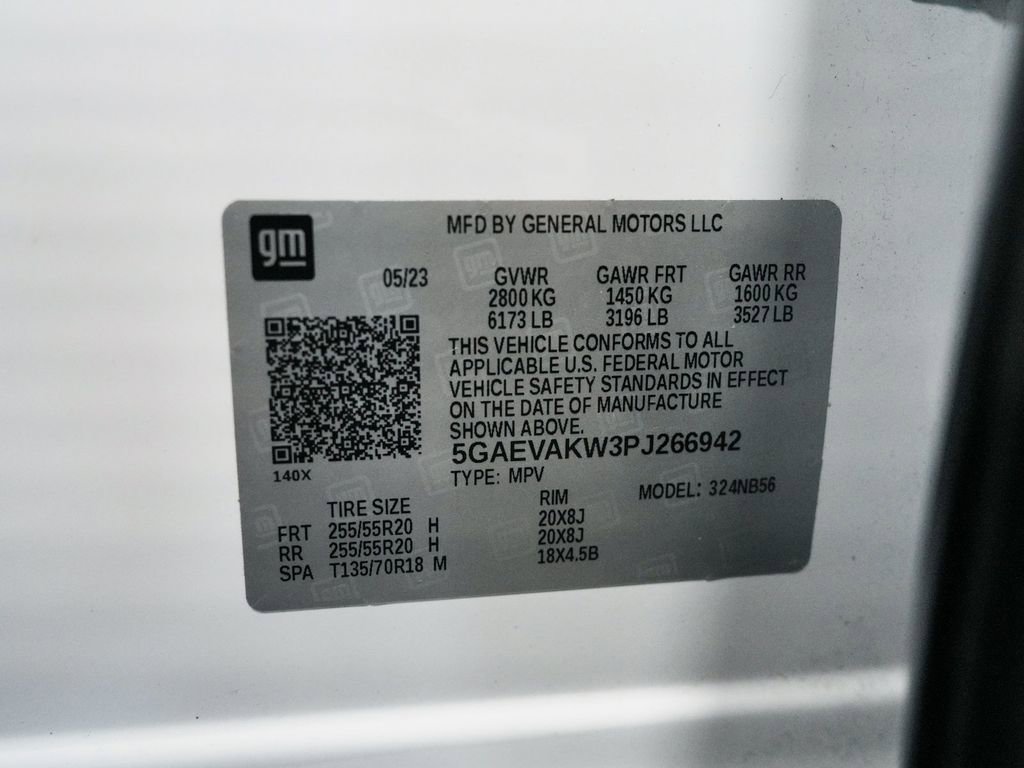 gm
MFD BY GENERAL MOTORS LLC
05/23 GVWR GAWR FRT GAWR RR
2800 KG 1450 KG 1600 KG
6173 LB 3196 LB 3527 LB
THIS VEHICLE CONFORMS TO ALL
APPLICABLE U.S. FEDERAL MOTOR
VEHICLE SAFETY STANDARDS IN EFFECT
ON THE DATE OF MANUFACTURE
SHOWN ABOVE.
5GAEVAKW3PJ266942
140X
TYPE: MPV
MODEL: 324NB56
TIRE SIZE RIM
FRT 255/55R20 H 20X8J
RR 255/55R20 H 20X8J
SPA T135/70R18 M 18X4.5B